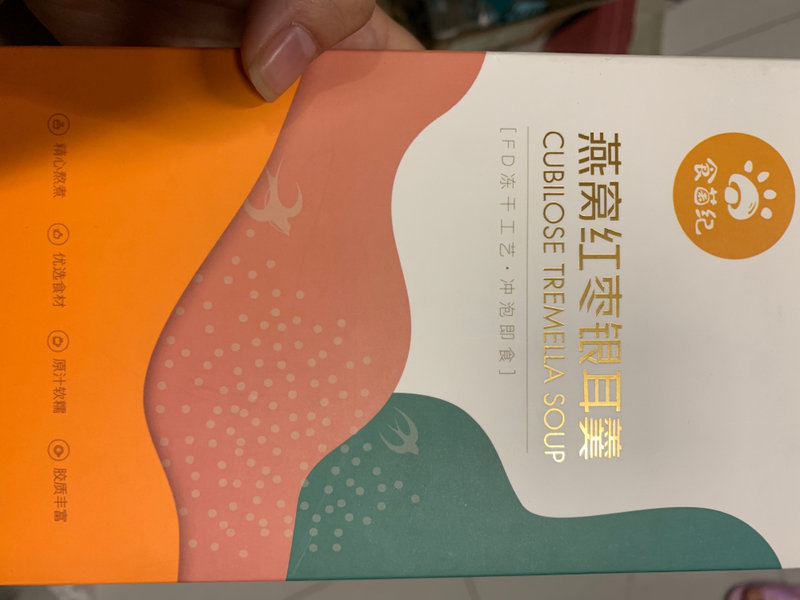 食菌纪
燕窝红枣银耳羹
CUBILOSE TREMELLA SOUP
[FD冻干工艺·冲泡即食]
精心熬煮
优选食材
原汁软糯
胶质丰富